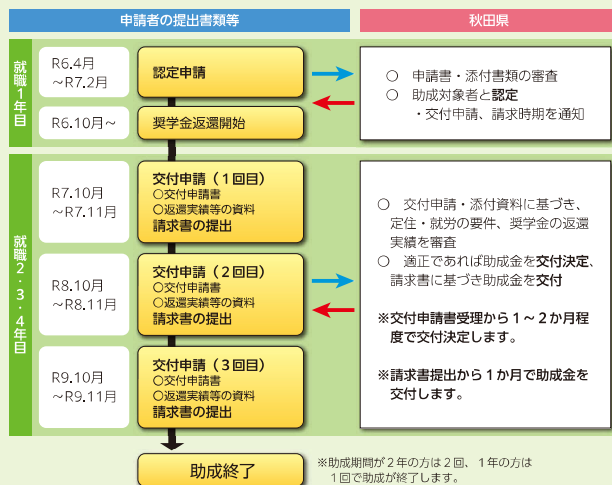 申請者の提出書類等
秋田県
就職1年目
R6.4月
～R7.2月
認定申請
○　申請書・添付書類の審査
○　助成対象者と認定
・交付申請、請求時期を通知
R6.10月～
奨学金返還開始
就職2・3・4年目
R7.10月
～R7.11月
交付申請（１回目）
○交付申請書
○返還実績等の資料
請求書の提出
R8.10月
～R8.11月
交付申請（２回目）
○交付申請書
○返還実績等の資料
請求書の提出
R9.10月
～R9.11月
交付申請（３回目）
○交付申請書
○返還実績等の資料
請求書の提出
○　交付申請・添付資料に基づき、
定住・就労の要件、奨学金の返還
実績を審査
○　適正であれば助成金を交付決定、
請求書に基づき助成金を交付
※交付申請書受理から１～２か月程
度で交付決定します。
※請求書提出から１か月で助成金を
交付します。
助成終了
※助成期間が２年の方は２回、１年の方は
１回で助成が終了します。